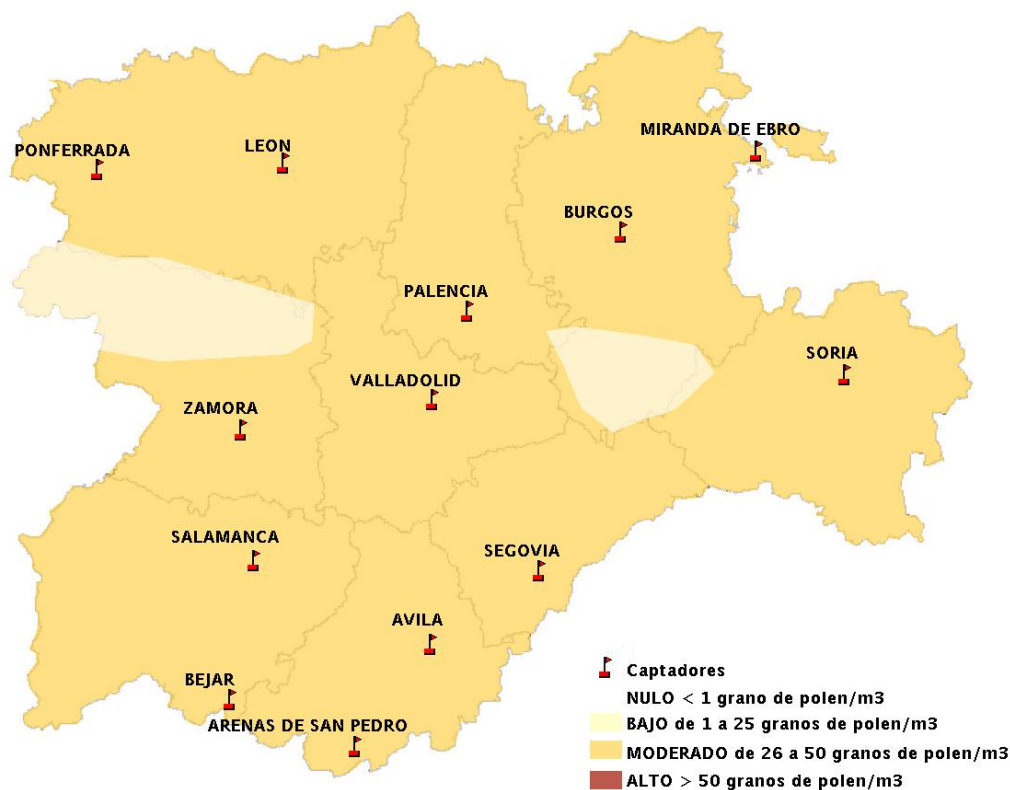 MIRANDA DE EBRO
PONFERRADA
LEON
BURGOS
PALENCIA
SORIA
VALLADOLID
ZAMORA
SALAMANCA
SEGOVIA
AVILA
BEJAR
ARENAS DE SAN PEDRO
Captadores
NULO < 1 grano de polen/m3
BAJO de 1 a 25 granos de polen/m3
MODERADO de 26 a 50 granos de polen/m3
ALTO > 50 granos de polen/m3